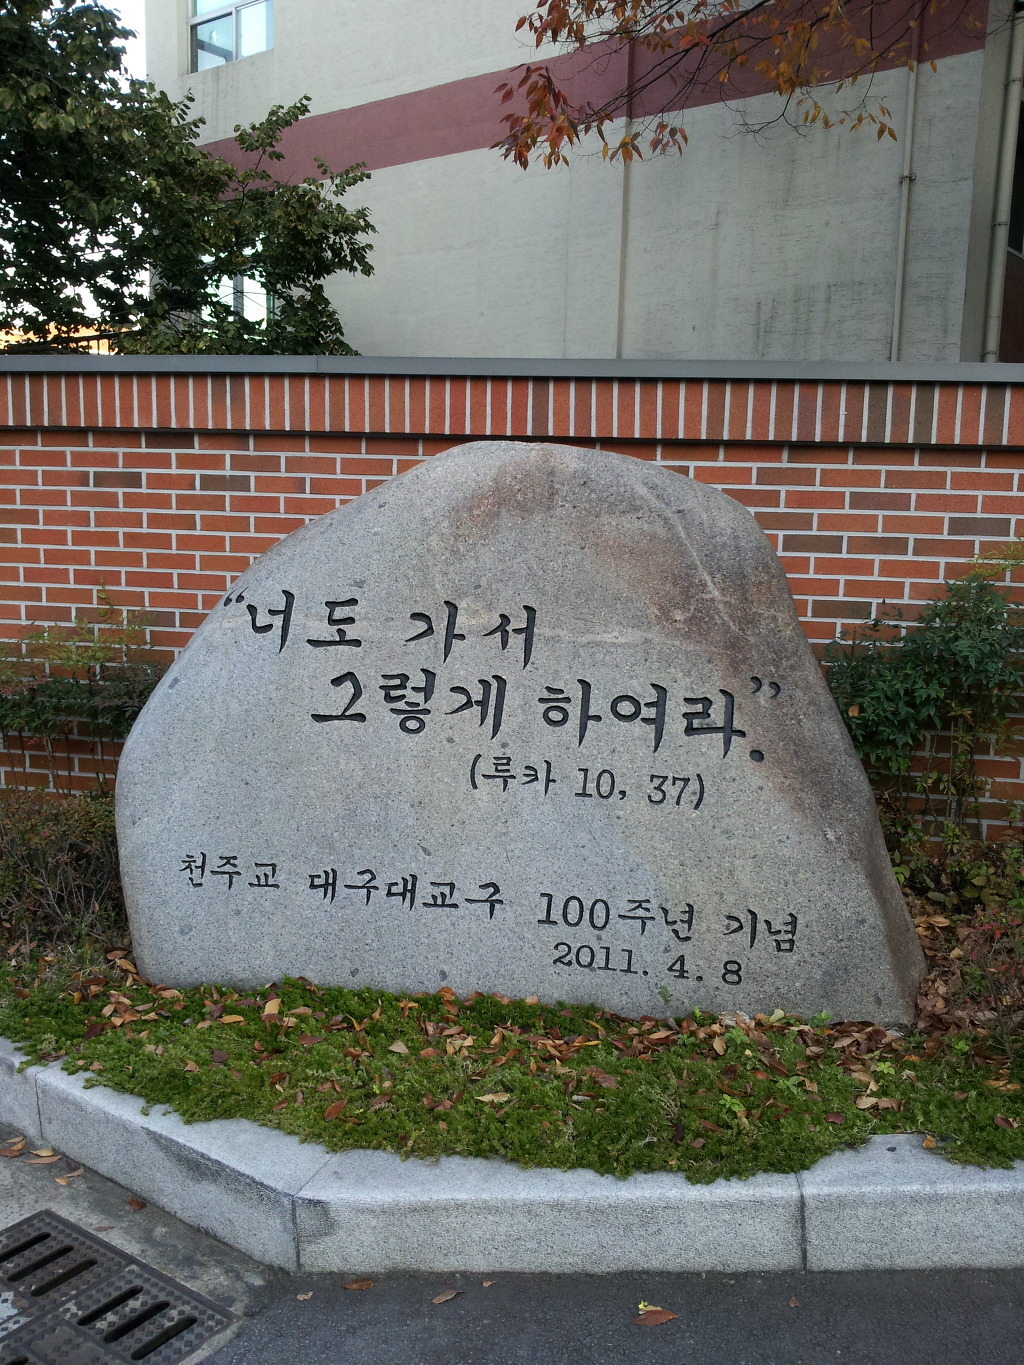 “너도 가서
그렇게 하여라.”
(루카 10, 37)
천주교 대구대교구 100주년 기념
2011. 4. 8